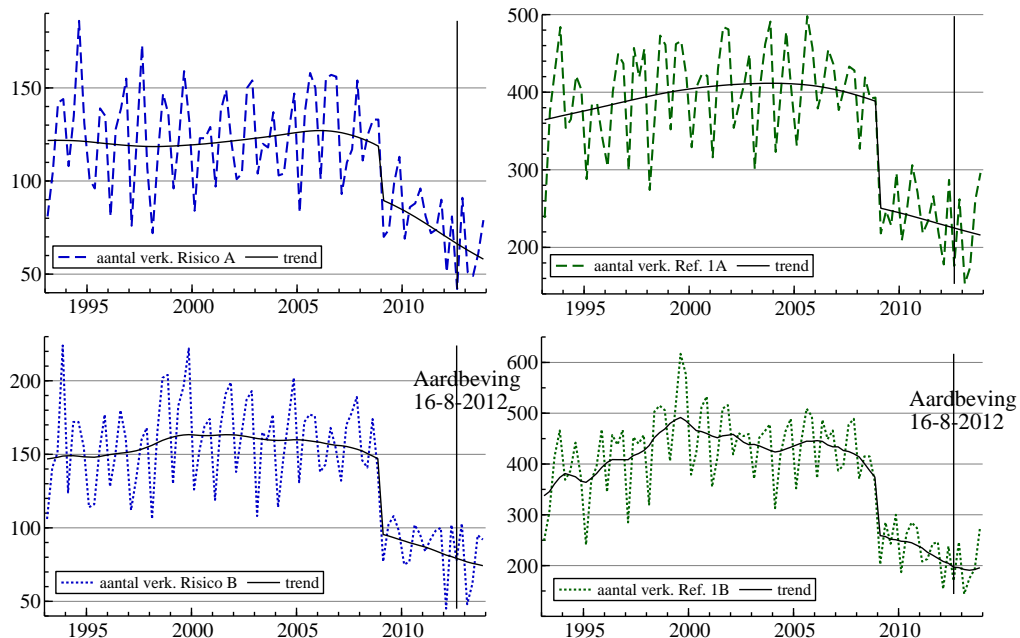 150
100
50
aantal verk. Risico A trend
1995 2000 2005 2010
500
400
300
200
aantal verk. Ref. 1A trend
1995 2000 2005 2010
200
150
100
50
Aardbeving
16-8-2012
aantal verk. Risico B trend
1995 2000 2005 2010
600
500
400
300
200
Aardbeving
16-8-2012
aantal verk. Ref. 1B trend
1995 2000 2005 2010